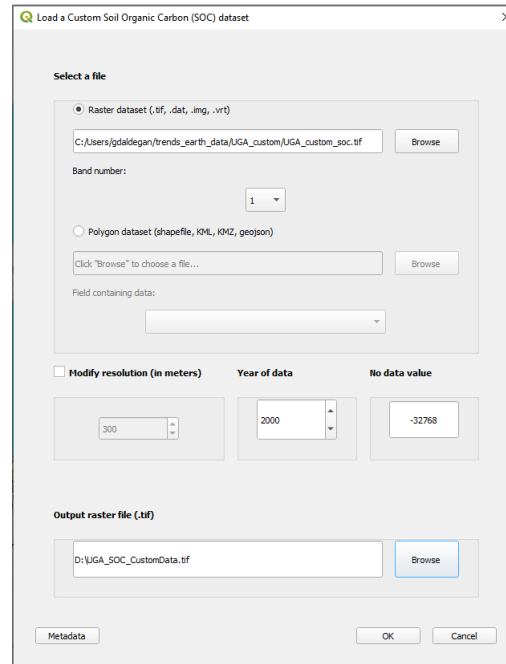 Load a Custom Soil Organic Carbon (SOC) dataset
Select a file
Raster dataset (.tif, .dat, .img, .vrt)
C:/Users/gdaldegan/trends_earth_data/UGA_custom/UGA_custom_soc.tif
Browse
Band number:
1
Polygon dataset (shapefile, KML, KMZ, geojson)
Click "Browse" to choose a file...
Browse
Field containing data:
Modify resolution (in meters)
Year of data
No data value
300
2000
-32768
Output raster file (.tif)
D:\UGA_SOC_CustomData.tif
Browse
Metadata
OK
Cancel